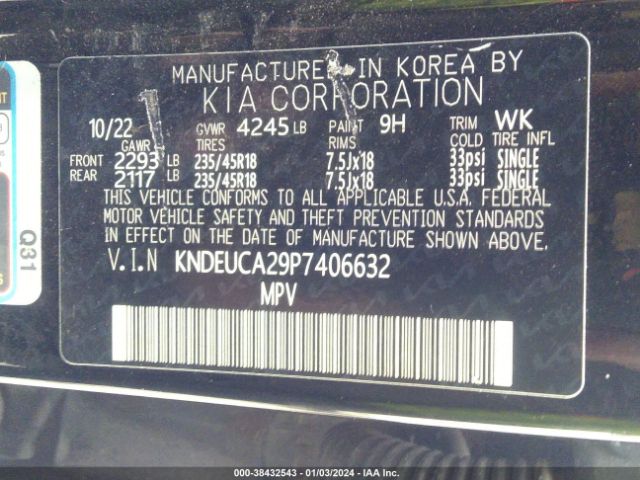 MANUFACTURED IN KOREA BY
KIA CORPORATION
10/22 GVWR 4245 LB PAINT 9H TRIM WK
GAWR TIRES RIMS COLD TIRE INFL
FRONT 2293 LB 235/45R18 7.5Jx18 33psi SINGLE
REAR 2117 LB 235/45R18 7.5Jx18 33psi SINGLE
THIS VEHICLE CONFORMS TO ALL APPLICABLE U.S.A. FEDERAL
MOTOR VEHICLE SAFETY AND THEFT PREVENTION STANDARDS
IN EFFECT ON THE DATE OF MANUFACTURE SHOWN ABOVE.
V.I.N KNDEUCA29P7406632
MPV
Q31
000-38432543 | 01/03/2024 | IAA Inc.